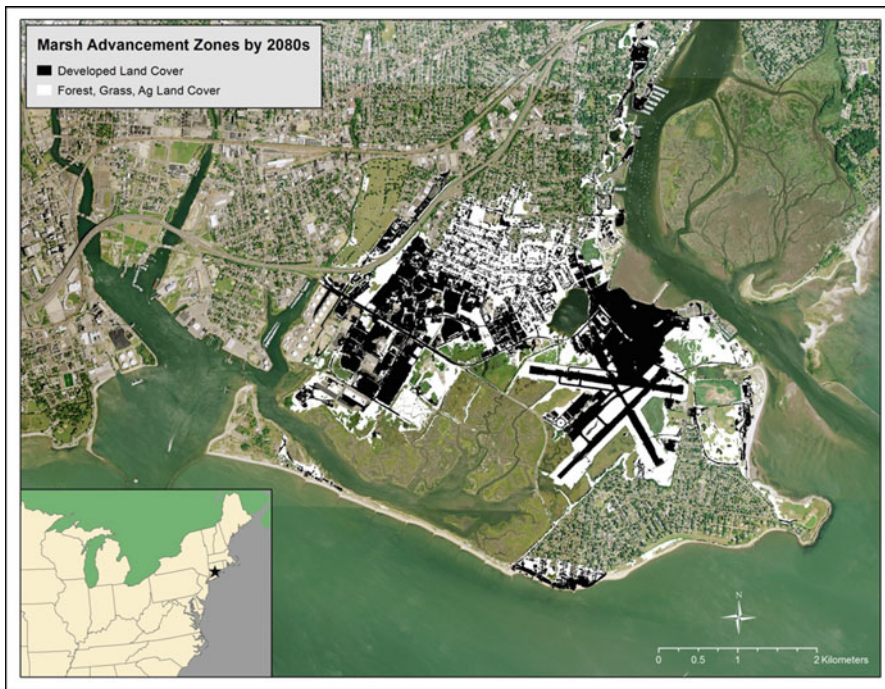 Marsh Advancement Zones by 2080s
Developed Land Cover
Forest, Grass, Ag Land Cover
N
0 0.5 1 2 Kilometers